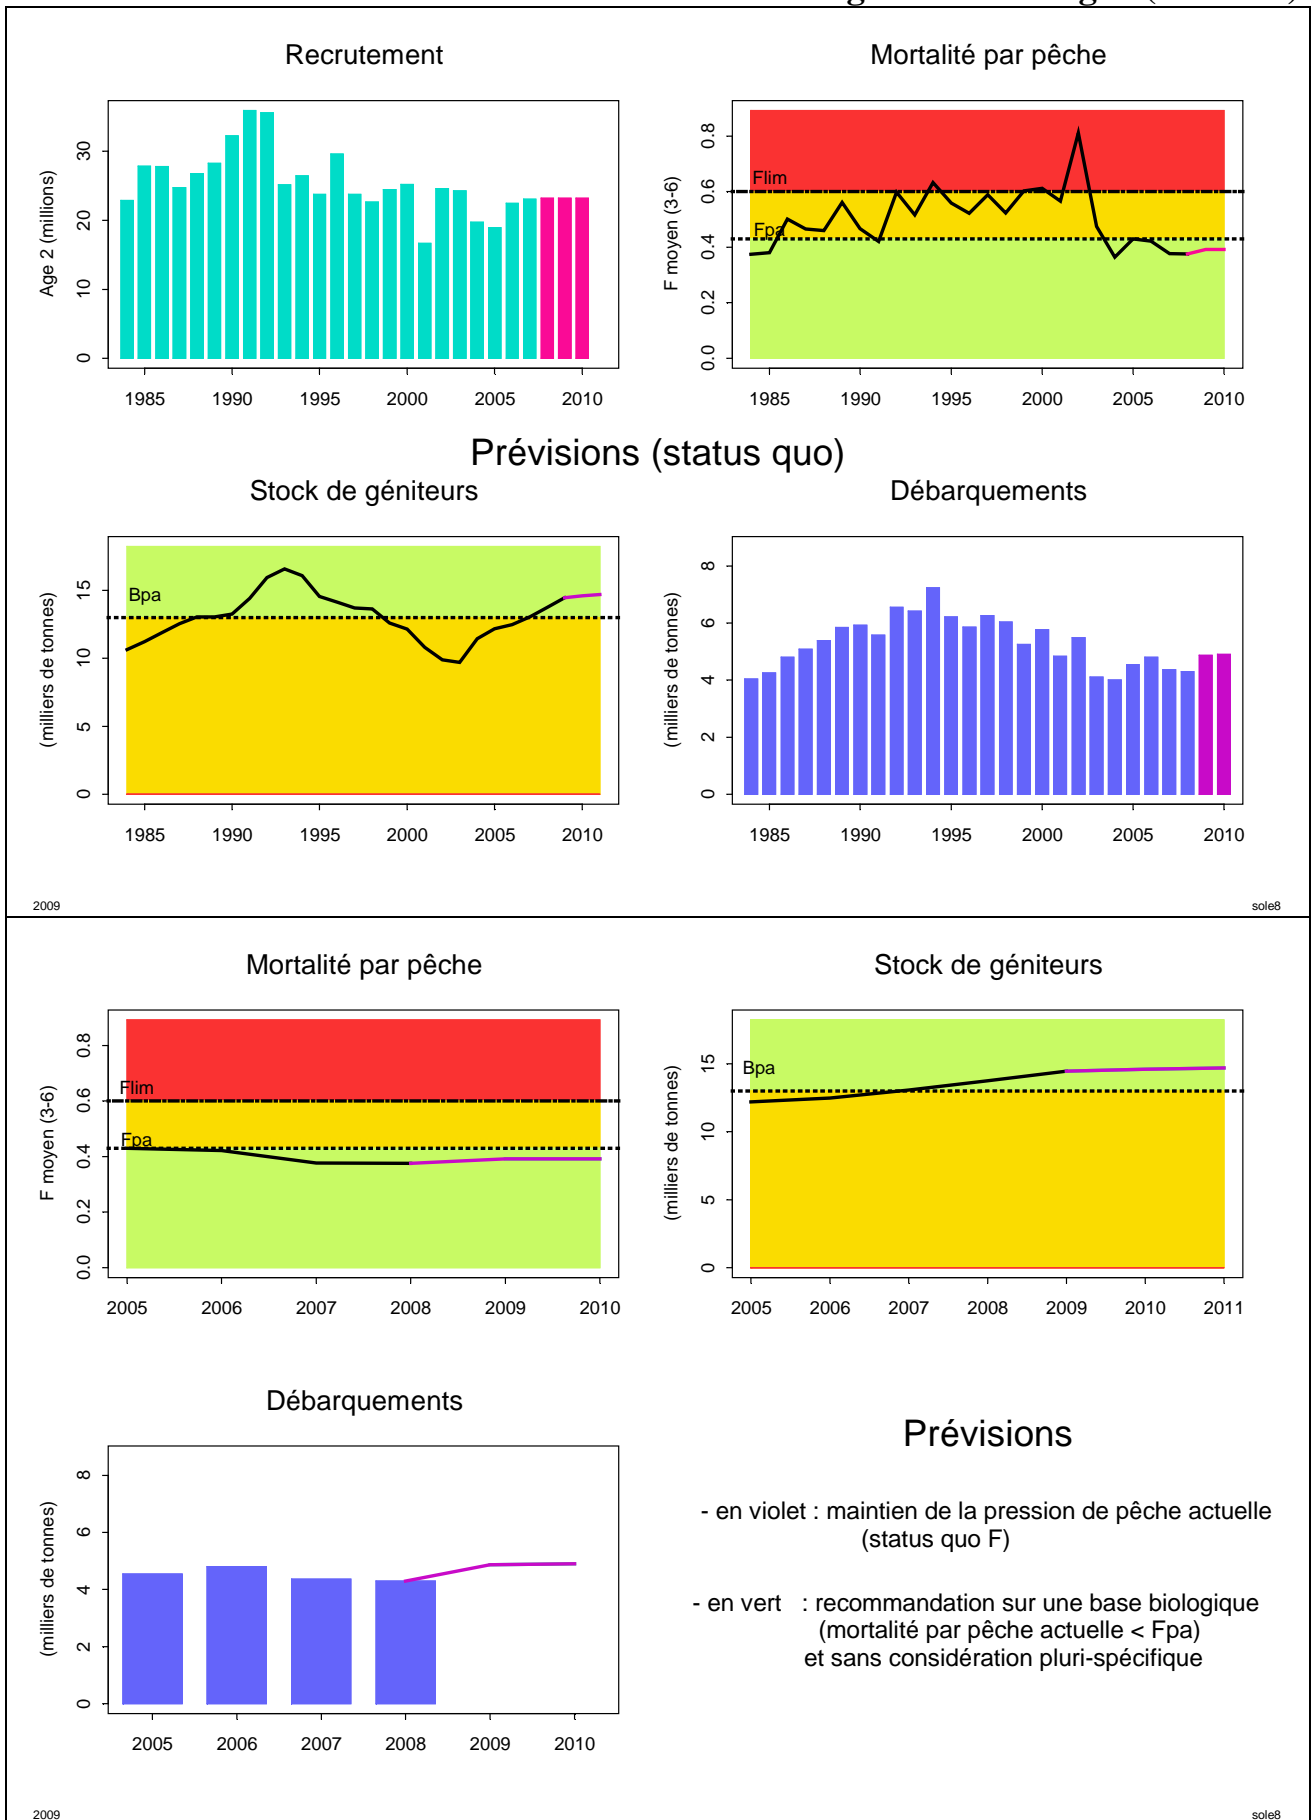 Recrutement
Age 2 (millions)
0 10 20 30
1985 1990 1995 2000 2005 2010
Mortalité par pêche
F moyen (3-6)
0.0 0.2 0.4 0.6 0.8
Flim
Fpa
1985 1990 1995 2000 2005 2010
Prévisions (status quo)
Stock de géniteurs
(milliers de tonnes)
0 5 10 15
Bpa
1985 1990 1995 2000 2005 2010
Débarquements
(milliers de tonnes)
0 2 4 6 8
1985 1990 1995 2000 2005 2010
2009
sole8
Mortalité par pêche
F moyen (3-6)
0.0 0.2 0.4 0.6 0.8
Flim
Fpa
2005 2006 2007 2008 2009 2010
Stock de géniteurs
(milliers de tonnes)
0 5 10 15
Bpa
2005 2006 2007 2008 2009 2010 2011
Débarquements
(milliers de tonnes)
0 2 4 6 8
2005 2006 2007 2008 2009 2010
Prévisions
- en violet : maintien de la pression de pêche actuelle
(status quo F)
- en vert : recommandation sur une base biologique
(mortalité par pêche actuelle < Fpa)
et sans considération pluri-spécifique
2009
sole8